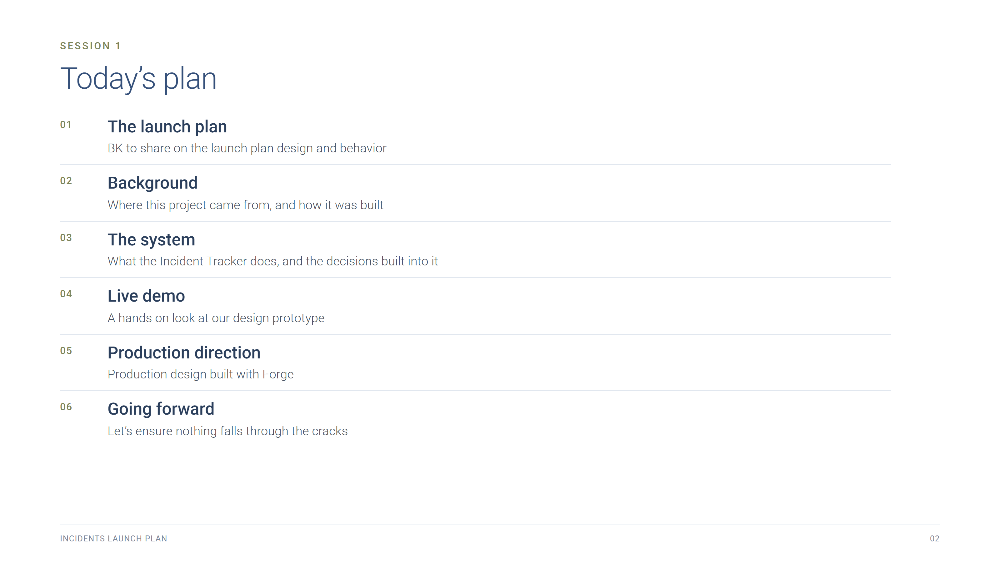 SESSION 1
Today’s plan
01
The launch plan
BK to share on the launch plan design and behavior
02
Background
Where this project came from, and how it was built
03
The system
What the Incident Tracker does, and the decisions built into it
04
Live demo
A hands on look at our design prototype
05
Production direction
Production design built with Forge
06
Going forward
Let’s ensure nothing falls through the cracks
INCIDENTS LAUNCH PLAN
02